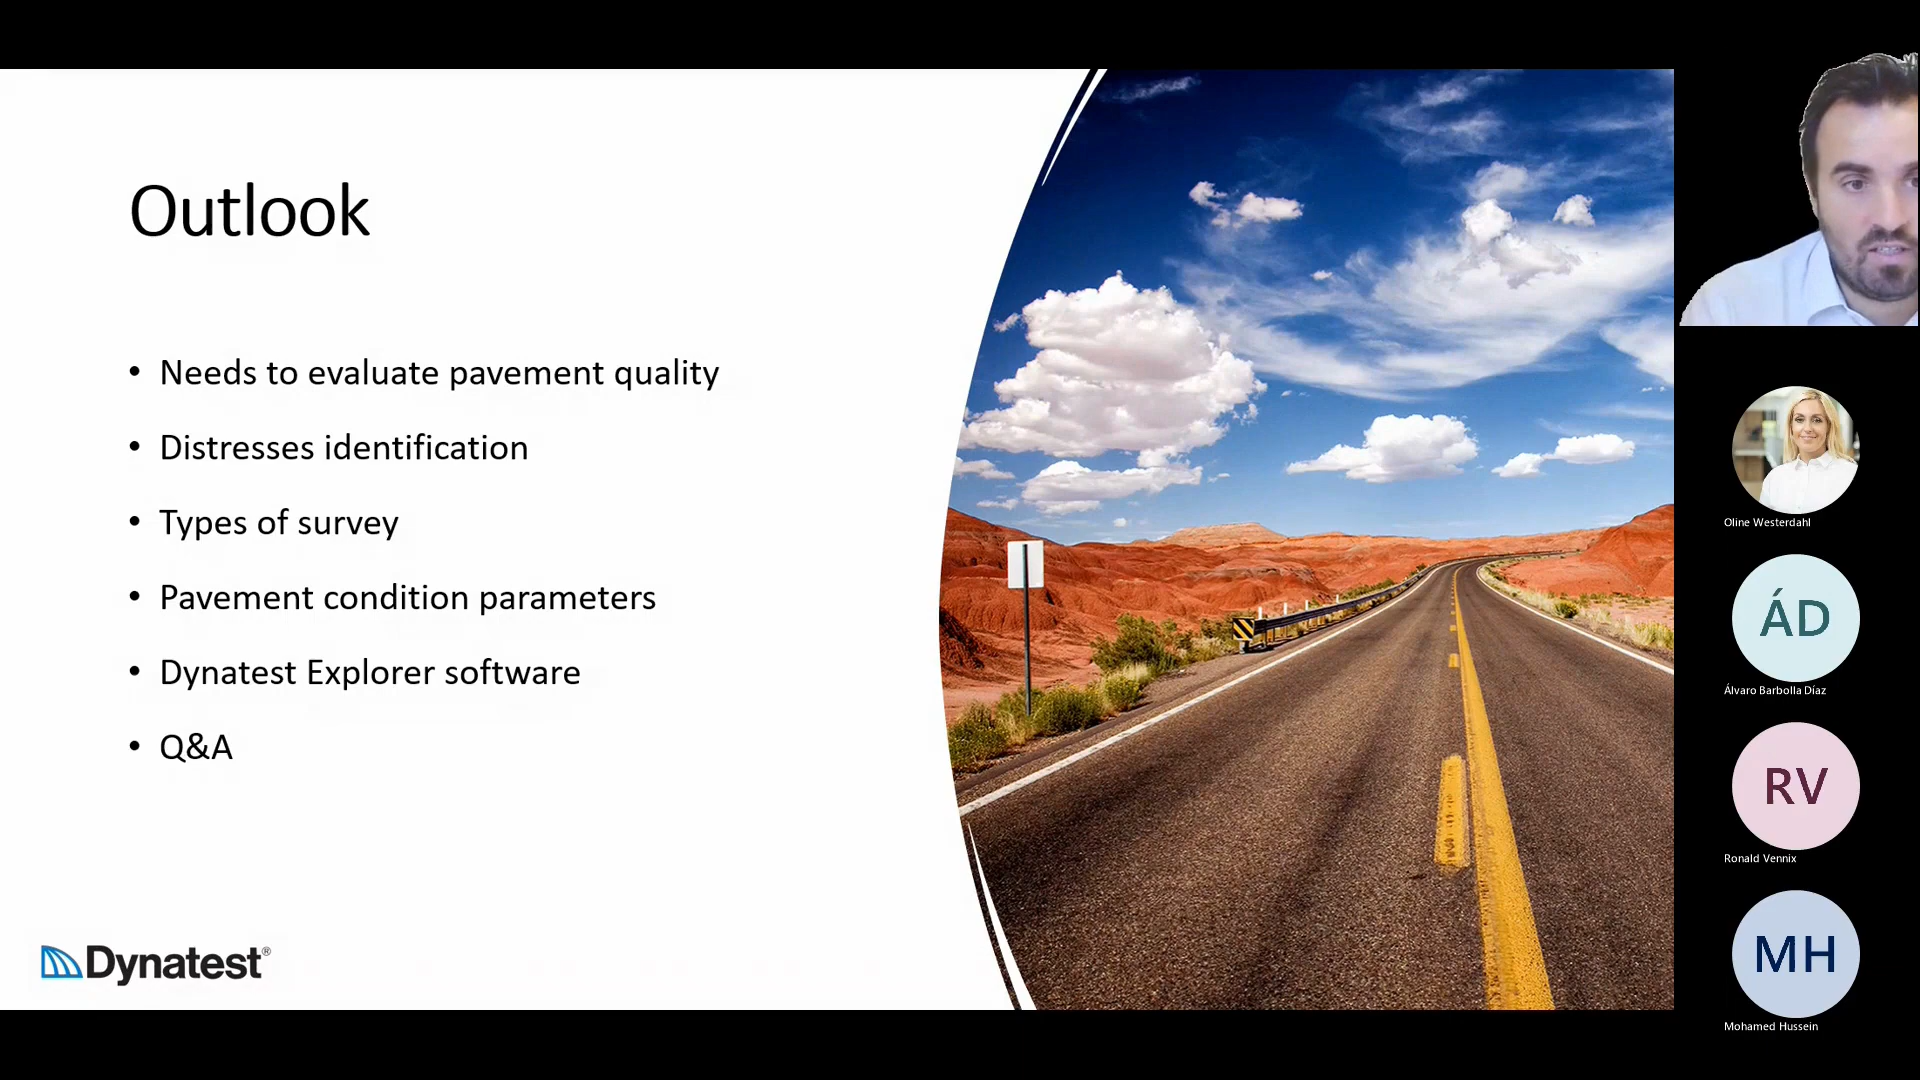 Outlook
• Needs to evaluate pavement quality
• Distresses identification
• Types of survey
• Pavement condition parameters
• Dynatest Explorer software
• Q&A
Dynatest®
Oline Westerdahl
ÁD
Álvaro Barbolla Díaz
RV
Ronald Vennix
MH
Mohamed Hussein